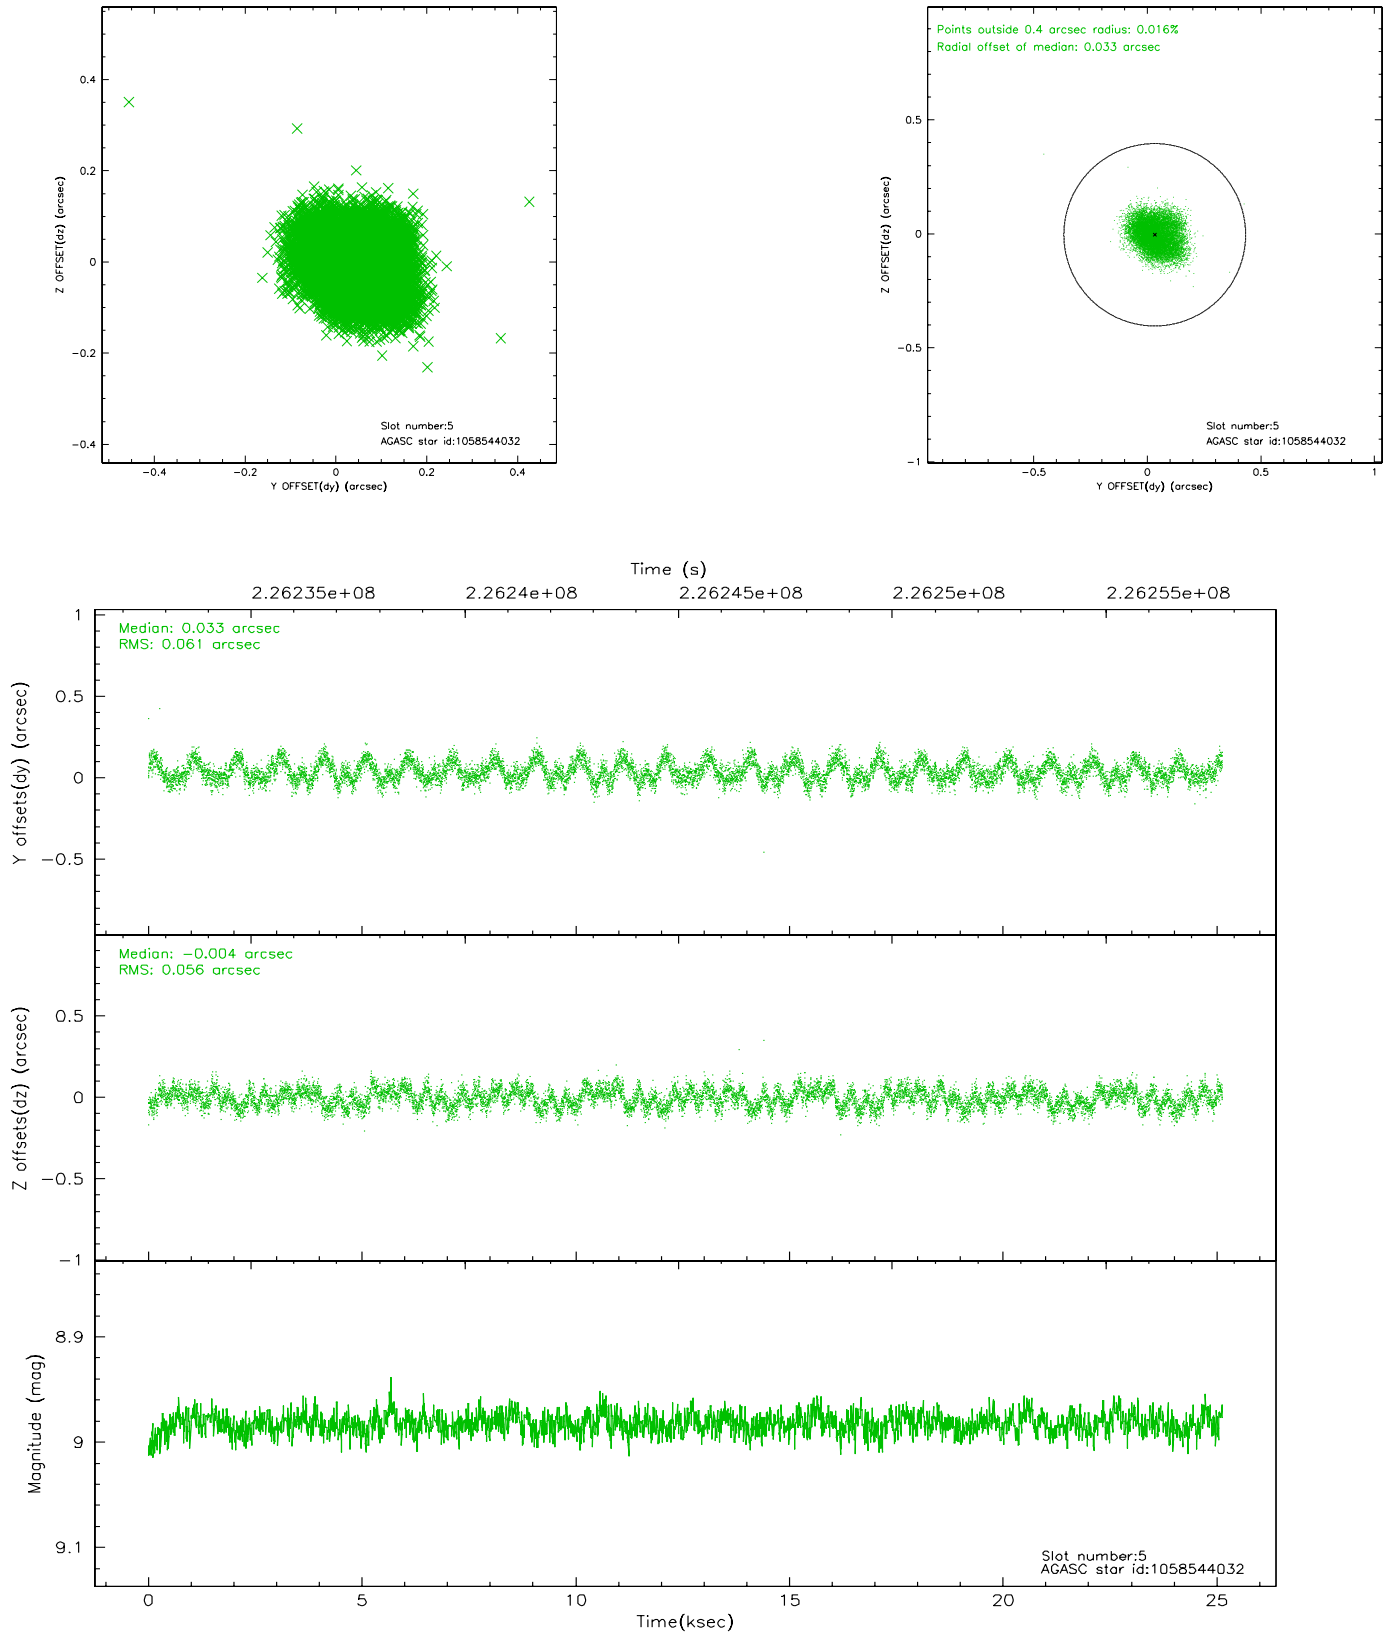 0.4
0.2
0
−0.2
−0.4
Z OFFSET(dz) (arcsec)
−0.4 −0.2 0 0.2 0.4
Y OFFSET(dy) (arcsec)
Slot number:5
AGASC star id:1058544032
Points outside 0.4 arcsec radius: 0.016%
Radial offset of median: 0.033 arcsec
0.5
0
−0.5
−1
Z OFFSET(dz) (arcsec)
−0.5 0 0.5 1
Y OFFSET(dy) (arcsec)
Slot number:5
AGASC star id:1058544032
Time (s)
2.26235e+08 2.2624e+08 2.26245e+08 2.2625e+08 2.26255e+08
Median: 0.033 arcsec
RMS: 0.061 arcsec
1
0.5
0
−0.5
Y offsets(dy) (arcsec)
Median: −0.004 arcsec
RMS: 0.056 arcsec
0.5
0
−0.5
−1
Z offsets(dz) (arcsec)
8.9
9
9.1
Magnitude (mag)
Slot number:5
AGASC star id:1058544032
0 5 10 15 20 25
Time(ksec)